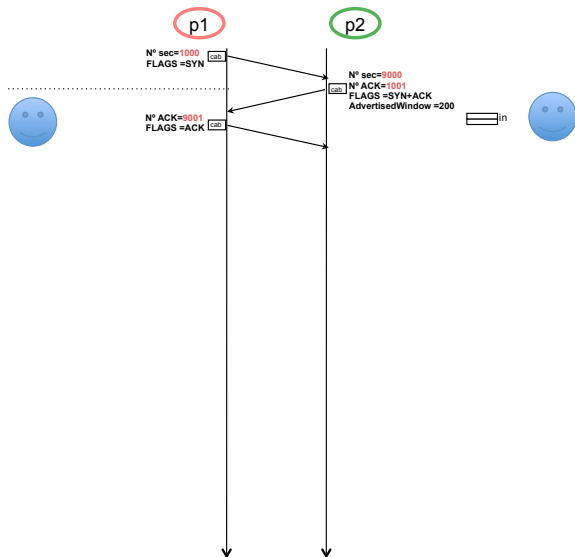 p1
p2
Nº sec=1000
FLAGS =SYN
cab
Nº sec=9000
Nº ACK=1001
FLAGS =SYN+ACK
AdvertisedWindow =200
cab
in
Nº ACK=9001
FLAGS =ACK
cab